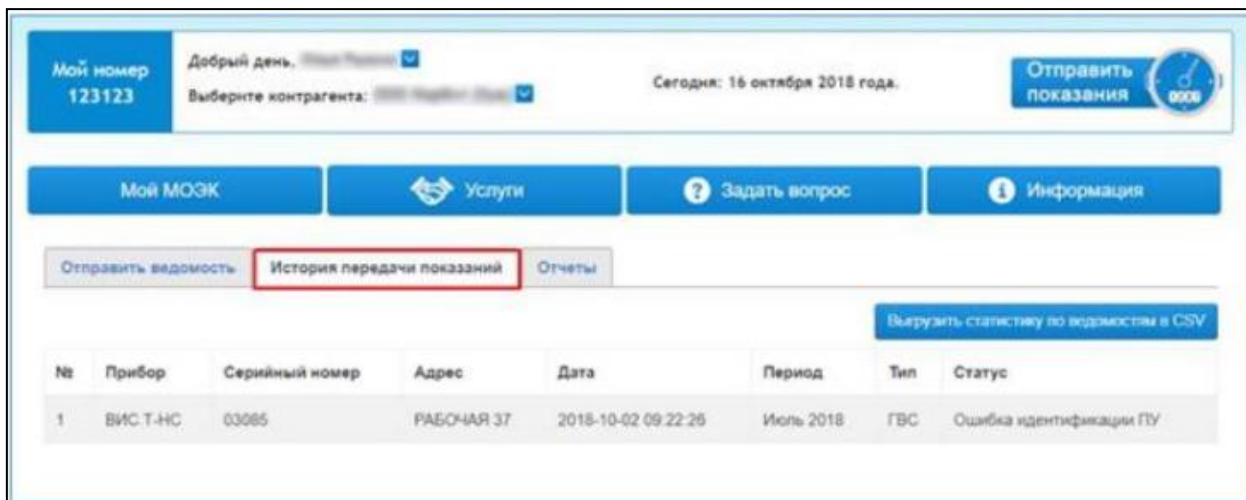 Мой номер
123123
Добрый день,
Выберите контрагента:
Сегодня: 16 октября 2018 года.
Отправить
показания
Мой МОЭК
Услуги
? Задать вопрос
i Информация
Отправить ведомость
История передачи показаний
Отчеты
Выгрузить статистику по ведомостям в CSV
№ Прибор Серийный номер Адрес Дата Период Тип Статус
1 ВИС.Т-НС 03085 РАБОЧАЯ 37 2018-10-02 09:22:26 Июль 2018 ГВС Ошибка идентификации ПУ